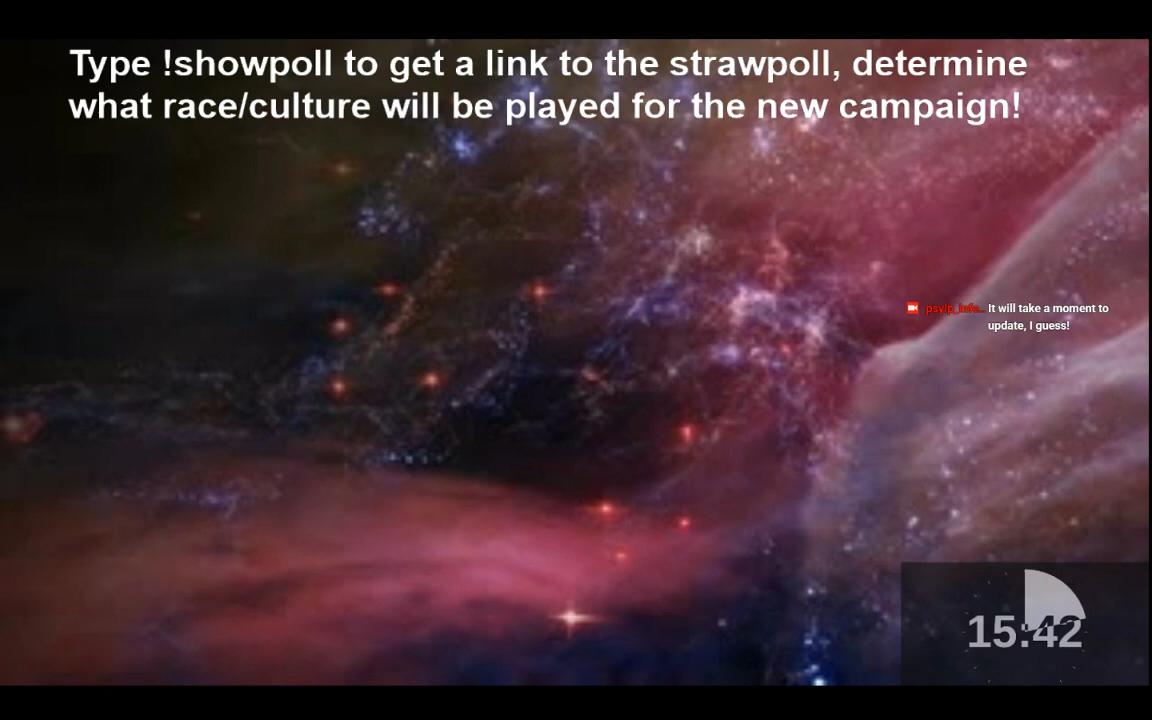 Type !showpoll to get a link to the strawpoll, determine
what race/culture will be played for the new campaign!
It will take a moment to
update, I guess!
15:42